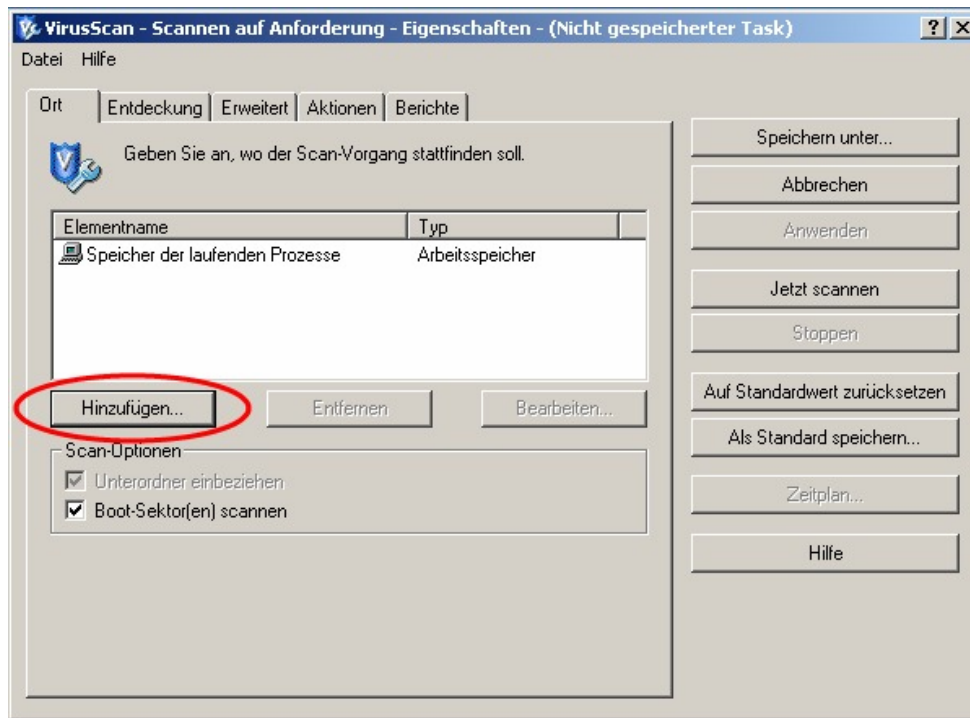 VirusScan - Scannen auf Anforderung - Eigenschaften - (Nicht gespeicherter Task)
Datei Hilfe
Ort Entdeckung Erweitert Aktionen Berichte
Geben Sie an, wo der Scan-Vorgang stattfinden soll.
Elementname Typ
Speicher der laufenden Prozesse Arbeitsspeicher
Hinzufügen... Entfernen Bearbeiten...
Scan-Optionen
Unterordner einbeziehen
Boot-Sektor(en) scannen
Speichern unter...
Abbrechen
Anwenden
Jetzt scannen
Stoppen
Auf Standardwert zurücksetzen
Als Standard speichern...
Zeitplan...
Hilfe